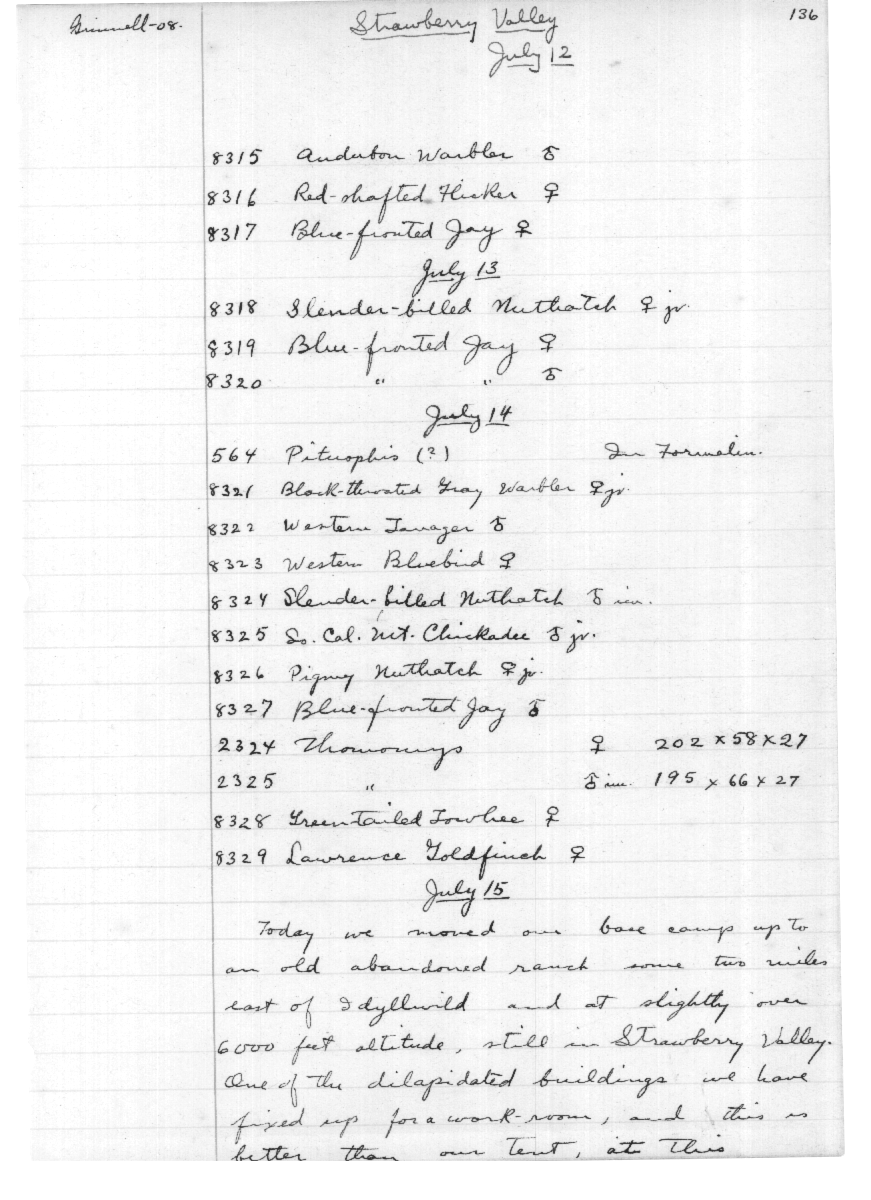 Grinnell-08.
Strawberry Valley
136
July 12
8315 Audubon Warbler ♂
8316 Red-shafted Flicker ♀
8317 Blue-fronted Jay ♀
July 13
8318 Slender-billed Nuthatch ♀ jv.
8319 Blue-fronted Jay ♀
8320 " " ♂
July 14
564 Pituophis (?) In Formalin.
8321 Black-throated Gray Warbler ♀ jv.
8322 Western Tanager ♂
8323 Western Bluebird ♀
8324 Slender-billed Nuthatch ♂ im.
8325 So. Cal. Mt. Chickadee ♂ jv.
8326 Pigmy Nuthatch ♀ jv.
8327 Blue-fronted Jay ♂
2324 Thomomys ♀ 202 x 58 x 27
2325 " ♂ im. 195 x 66 x 27
8328 Green-tailed Towhee ♀
8329 Lawrence Goldfinch ♀
July 15
Today we moved our base camp up to
an old abandoned ranch some two miles
east of Idyllwild and at slightly over
6000 feet altitude, still in Strawberry Valley.
One of the dilapidated buildings we have
fixed up for a work-room, and this is
better than our tent, at this